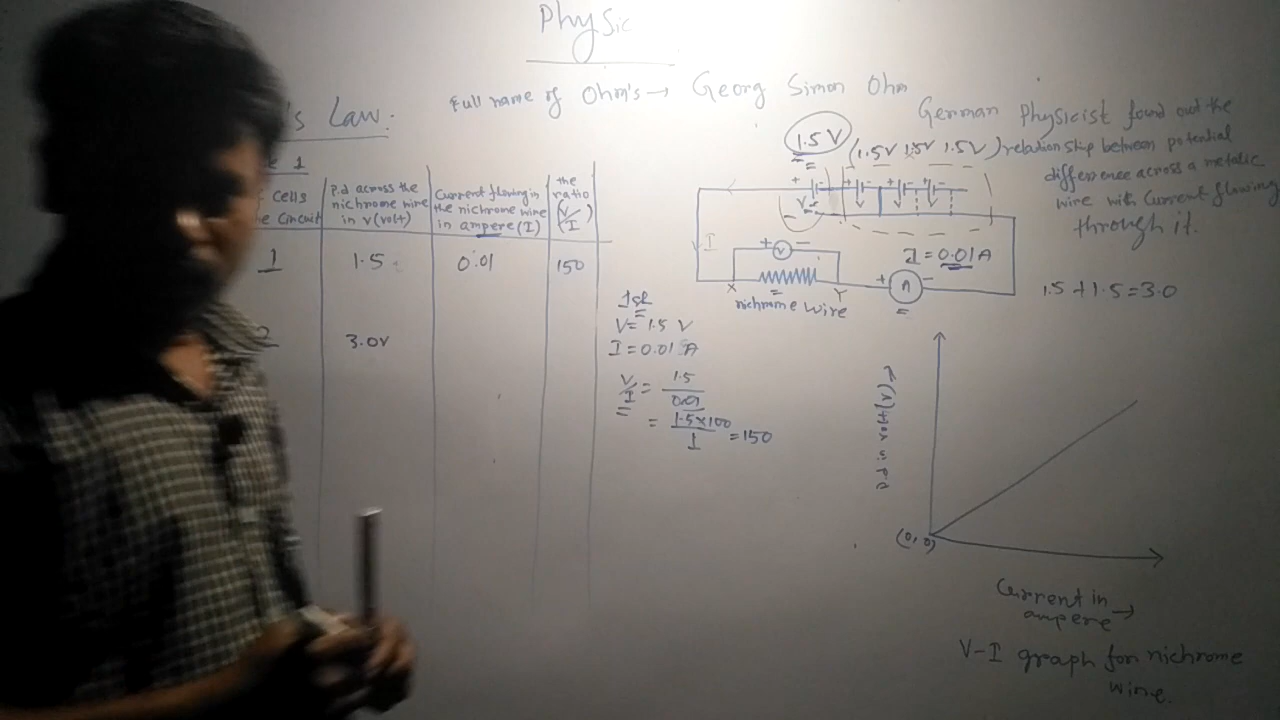 Physic
Full name of Ohm's → Georg Simon Ohm
's Law.
1
cells
circuit
P.d across the
nichrome wire
in v(volt)
Current flowing in
the nichrome wire
in ampere (I)
the
ratio
(V/I)
1 1.5 0.01 150
2 3.0V
1st
V = 1.5 V
I = 0.01 A
V/I = 1.5/0.01
= 1.5×100/1 = 150
1.5 V
(1.5V 1.5V 1.5V)
German Physicist found out the
relationship between potential
difference across a metalic
wire with current flowing
through it.
+ - + - + - + -
I
+ V -
X Y
nichrome wire
I = 0.01 A
+ A -
1.5 + 1.5 = 3.0
P.d in volt (V) →
(0, 0)
Current in
ampere →
V-I graph for nichrome
wire.